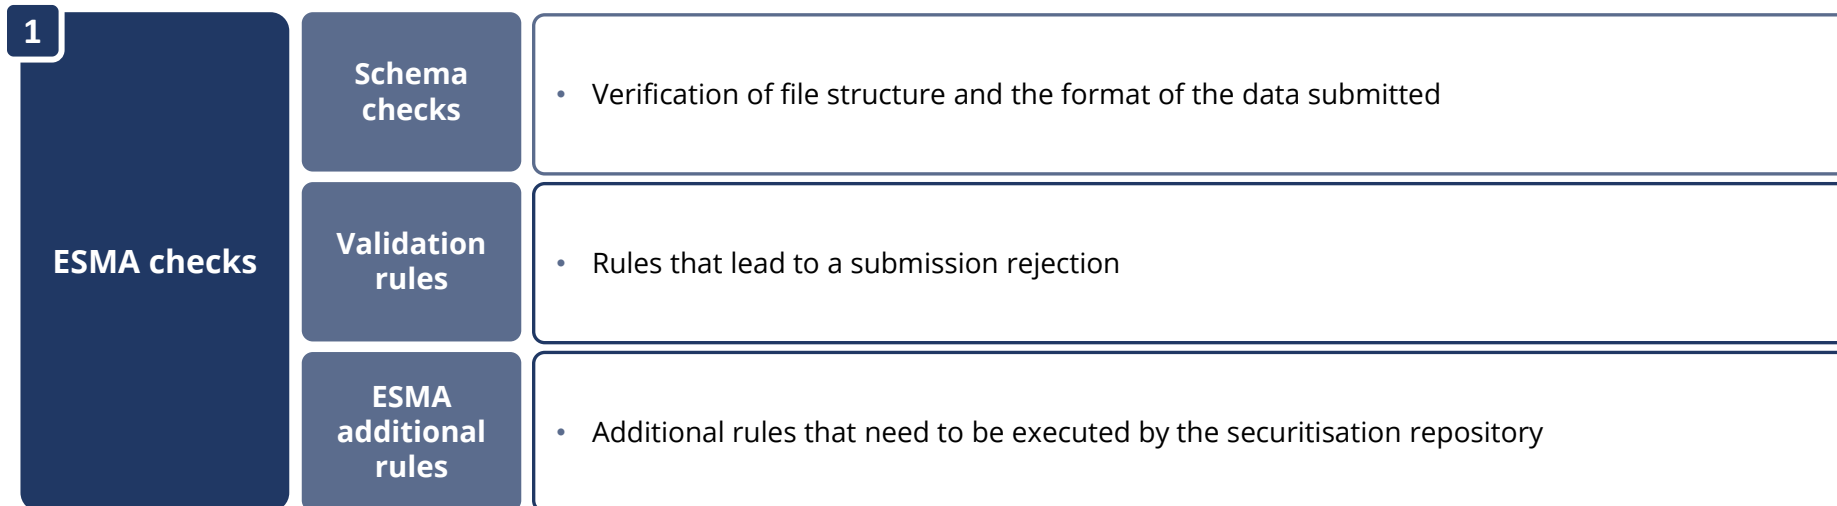 1
ESMA checks
Schema
checks
• Verification of file structure and the format of the data submitted
Validation
rules
• Rules that lead to a submission rejection
ESMA
additional
rules
• Additional rules that need to be executed by the securitisation repository